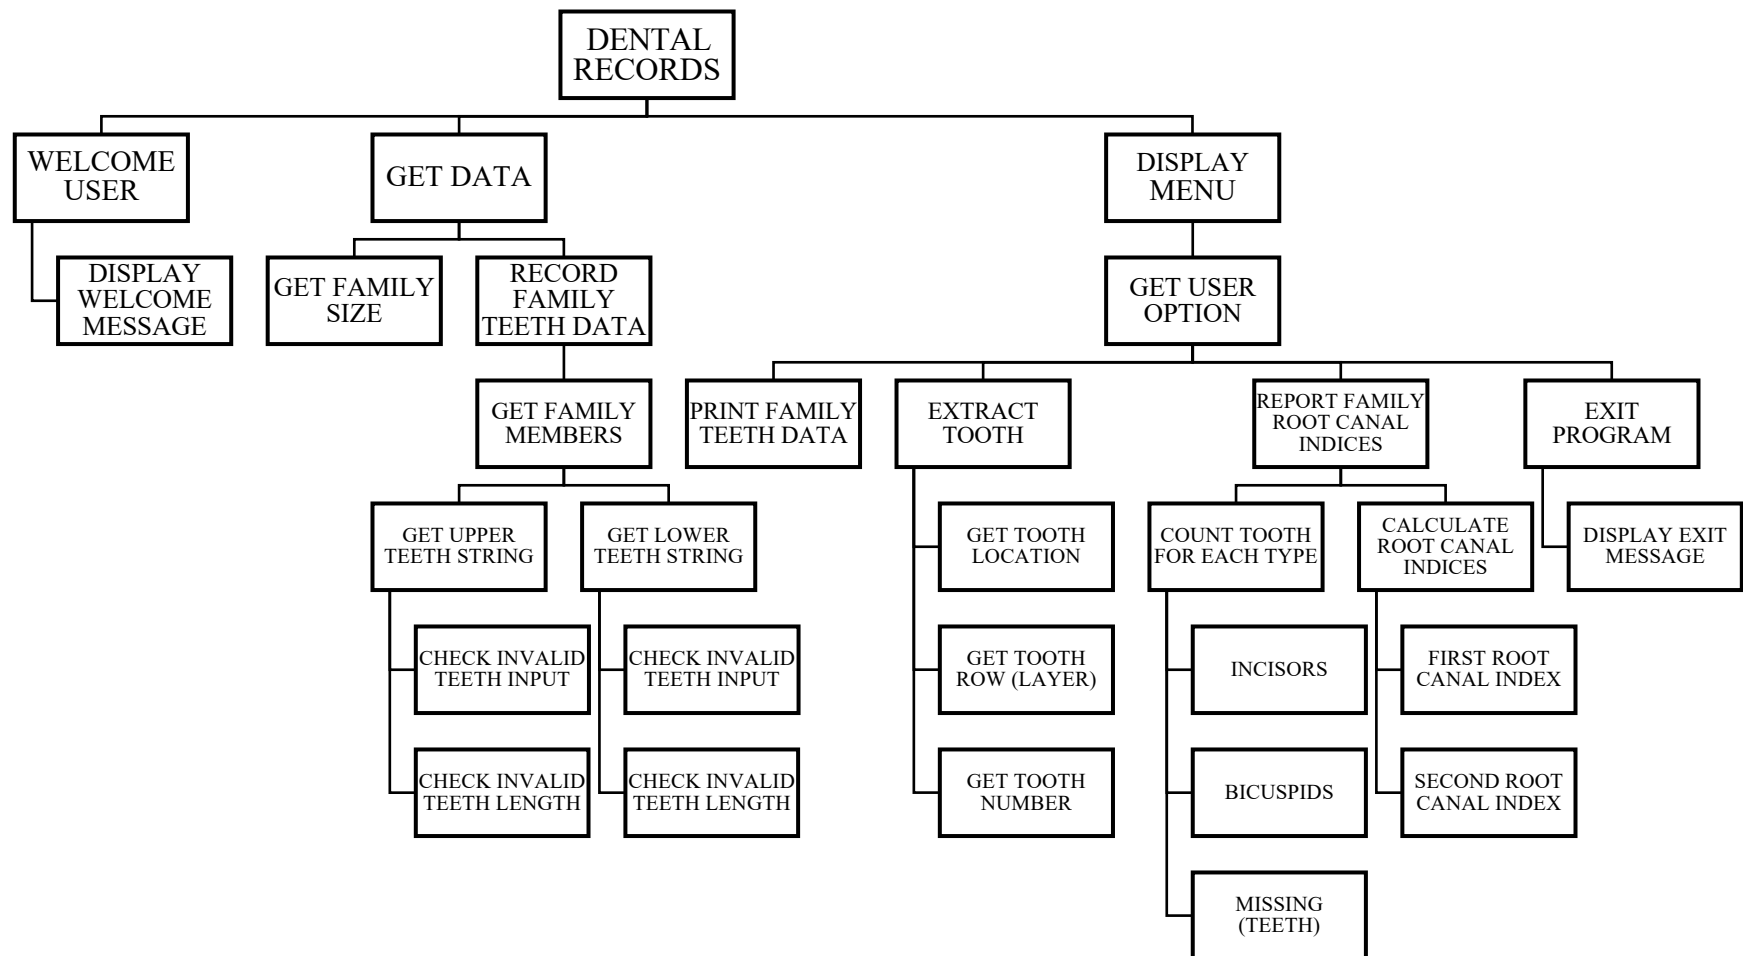 DENTAL
RECORDS
WELCOME
USER
GET DATA
DISPLAY
MENU
DISPLAY
WELCOME
MESSAGE
GET FAMILY
SIZE
RECORD
FAMILY
TEETH DATA
GET USER
OPTION
GET FAMILY
MEMBERS
PRINT FAMILY
TEETH DATA
EXTRACT
TOOTH
REPORT FAMILY
ROOT CANAL
INDICES
EXIT
PROGRAM
GET UPPER
TEETH STRING
GET LOWER
TEETH STRING
GET TOOTH
LOCATION
COUNT TOOTH
FOR EACH TYPE
CALCULATE
ROOT CANAL
INDICES
DISPLAY EXIT
MESSAGE
CHECK INVALID
TEETH INPUT
CHECK INVALID
TEETH INPUT
GET TOOTH
ROW (LAYER)
INCISORS
FIRST ROOT
CANAL INDEX
CHECK INVALID
TEETH LENGTH
CHECK INVALID
TEETH LENGTH
GET TOOTH
NUMBER
BICUSPIDS
SECOND ROOT
CANAL INDEX
MISSING
(TEETH)